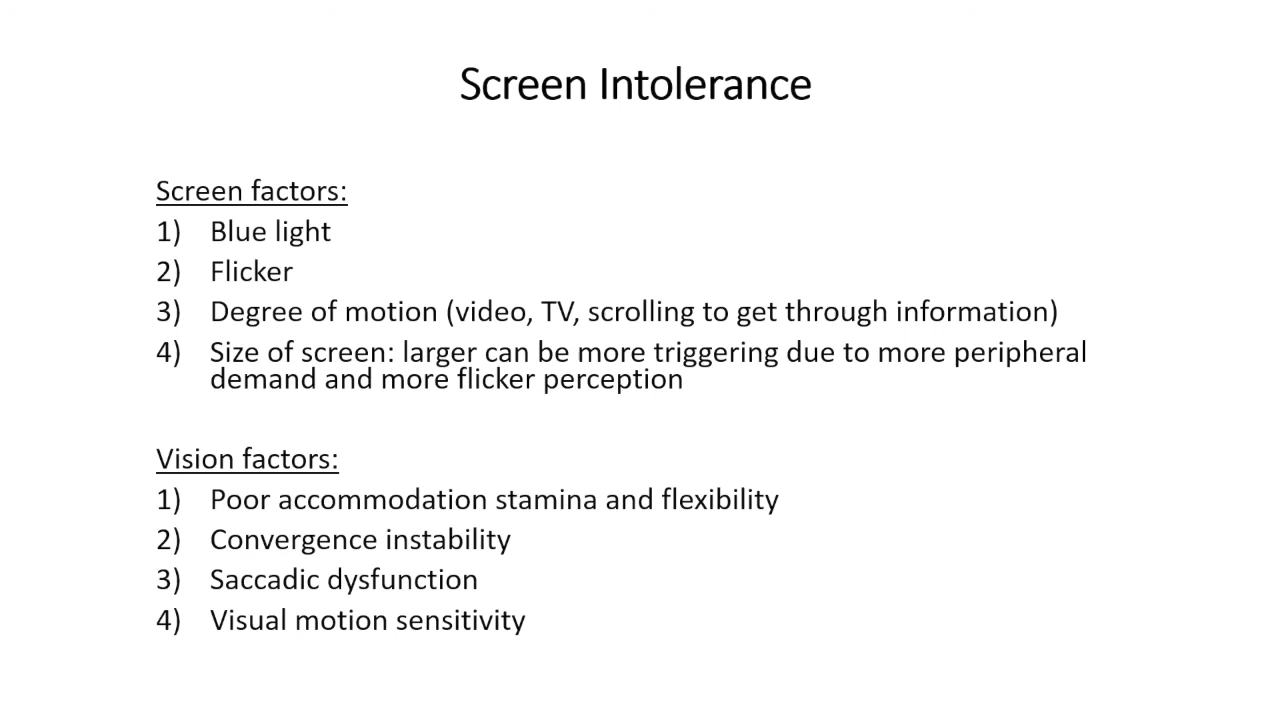 Screen Intolerance
Screen factors:
1) Blue light
2) Flicker
3) Degree of motion (video, TV, scrolling to get through information)
4) Size of screen: larger can be more triggering due to more peripheral
demand and more flicker perception
Vision factors:
1) Poor accommodation stamina and flexibility
2) Convergence instability
3) Saccadic dysfunction
4) Visual motion sensitivity